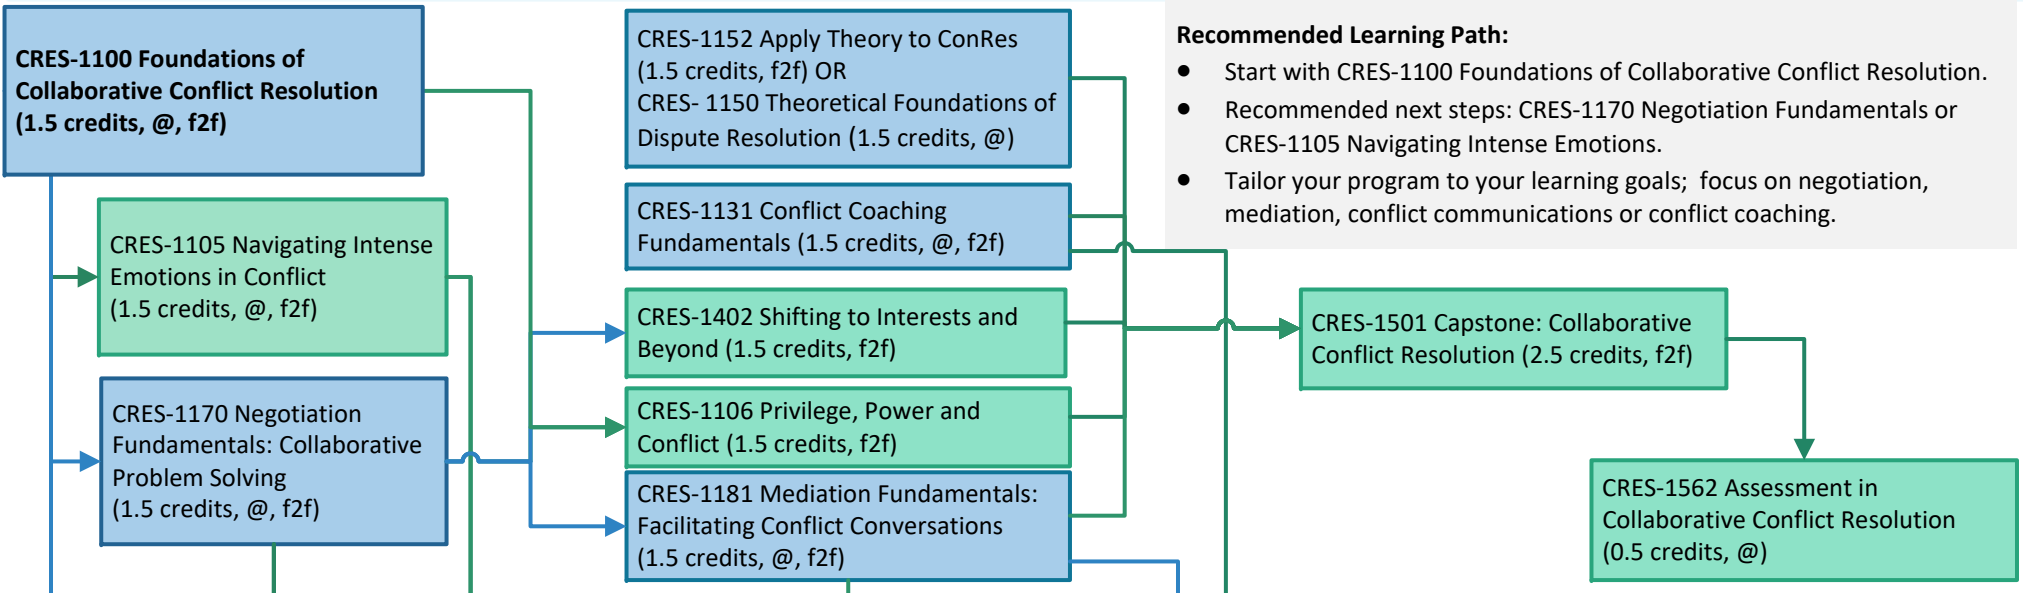 CRES-1100 Foundations of
Collaborative Conflict Resolution
(1.5 credits, @, f2f)
CRES-1105 Navigating Intense
Emotions in Conflict
(1.5 credits, @, f2f)
CRES-1170 Negotiation
Fundamentals: Collaborative
Problem Solving
(1.5 credits, @, f2f)
CRES-1152 Apply Theory to ConRes
(1.5 credits, f2f) OR
CRES- 1150 Theoretical Foundations of
Dispute Resolution (1.5 credits, @)
CRES-1131 Conflict Coaching
Fundamentals (1.5 credits, @, f2f)
CRES-1402 Shifting to Interests and
Beyond (1.5 credits, f2f)
CRES-1106 Privilege, Power and
Conflict (1.5 credits, f2f)
CRES-1181 Mediation Fundamentals:
Facilitating Conflict Conversations
(1.5 credits, @, f2f)
Recommended Learning Path:
● Start with CRES-1100 Foundations of Collaborative Conflict Resolution.
● Recommended next steps: CRES-1170 Negotiation Fundamentals or
CRES-1105 Navigating Intense Emotions.
● Tailor your program to your learning goals; focus on negotiation,
mediation, conflict communications or conflict coaching.
CRES-1501 Capstone: Collaborative
Conflict Resolution (2.5 credits, f2f)
CRES-1562 Assessment in
Collaborative Conflict Resolution
(0.5 credits, @)